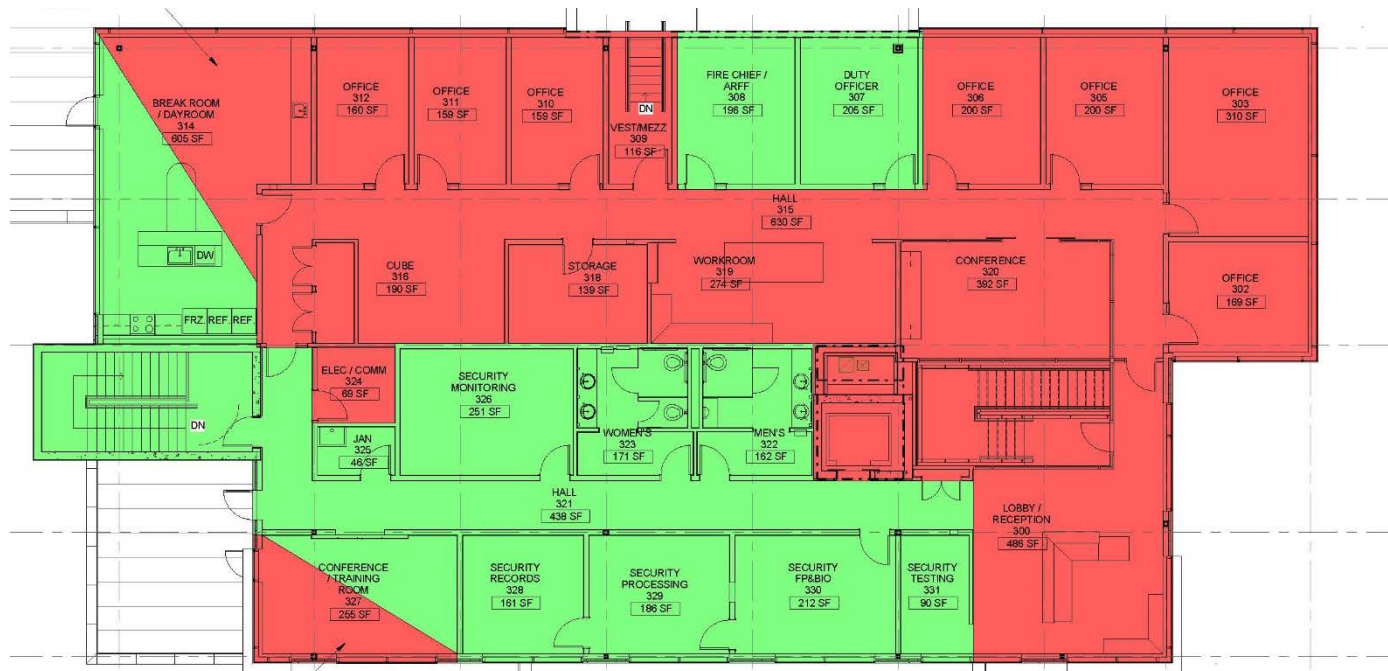 OFFICE
312
160 SF
OFFICE
311
159 SF
OFFICE
310
159 SF
FIRE CHIEF /
ARFF
308
196 SF
DUTY
OFFICER
307
205 SF
OFFICE
306
200 SF
OFFICE
305
200 SF
OFFICE
303
310 SF
BREAK ROOM
/ DAYROOM
314
605 SF
DN
VEST/MEZZ
309
116 SF
HALL
315
630 SF
DW
FRZ. REF. REF.
CUBE
316
190 SF
STORAGE
318
139 SF
WORKROOM
319
274 SF
CONFERENCE
320
392 SF
OFFICE
302
169 SF
DN
ELEC / COMM
324
69 SF
JAN
325
46 SF
SECURITY
MONITORING
326
251 SF
WOMEN'S
323
171 SF
MEN'S
322
162 SF
HALL
321
438 SF
LOBBY /
RECEPTION
300
486 SF
CONFERENCE
/ TRAINING
ROOM
327
255 SF
SECURITY
RECORDS
328
161 SF
SECURITY
PROCESSING
329
186 SF
SECURITY
FP&BIO
330
212 SF
SECURITY
TESTING
331
90 SF